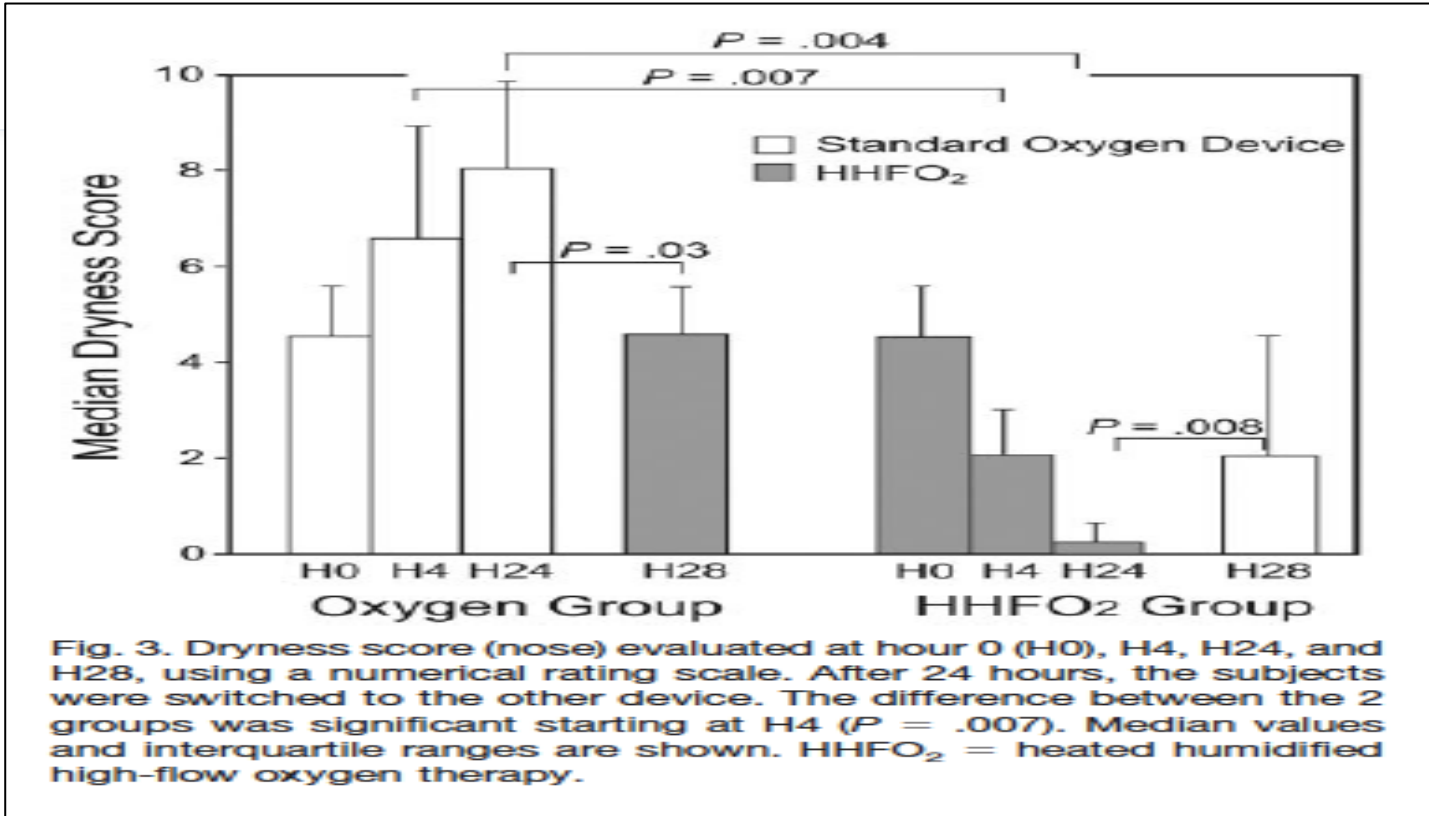 P = .004
10
P = .007
Standard Oxygen Device
HHFO₂
8
P = .03
6
Median Dryness Score
4
P = .008
2
0
H0 H4 H24 H28 H0 H4 H24 H28
Oxygen Group HHFO₂ Group
Fig. 3. Dryness score (nose) evaluated at hour 0 (H0), H4, H24, and
H28, using a numerical rating scale. After 24 hours, the subjects
were switched to the other device. The difference between the 2
groups was significant starting at H4 (P = .007). Median values
and interquartile ranges are shown. HHFO₂ = heated humidified
high-flow oxygen therapy.